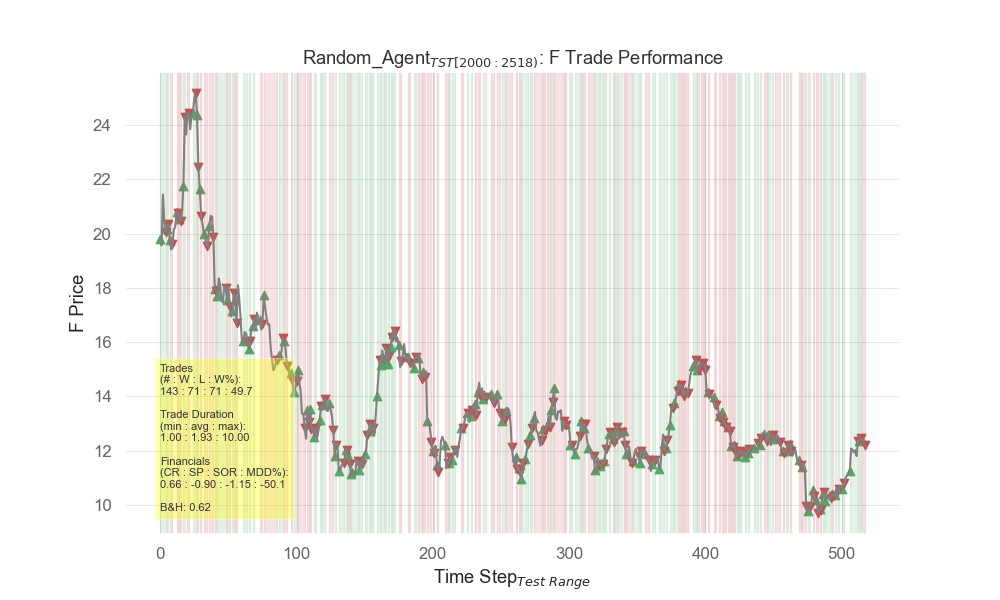 Random_Agent TST[2000:2518]: F Trade Performance
F Price
24
22
20
18
16
14
12
10
Trades
(# : W : L : W%):
143 : 71 : 71 : 49.7
Trade Duration
(min : avg : max):
1.00 : 1.93 : 10.00
Financials
(CR : SP : SOR : MDD%):
0.66 : -0.90 : -1.15 : -50.1
B&H: 0.62
0 100 200 300 400 500
Time Step Test Range